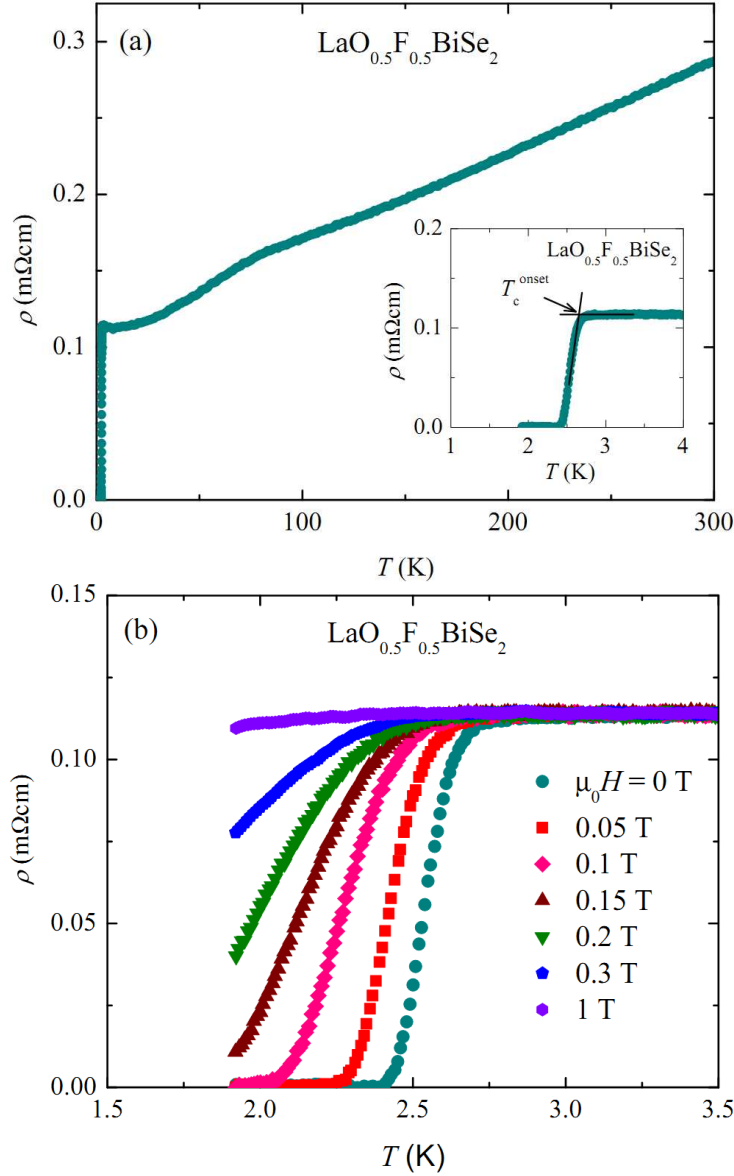 (a)
LaO0.5F0.5BiSe2
0.3
0.2
0.1
0.0
ρ (mΩcm)
0
100
200
300
T (K)
LaO0.5F0.5BiSe2
Tc onset
0.2
0.1
0.0
ρ (mΩcm)
1
2
3
4
T (K)
(b)
LaO0.5F0.5BiSe2
0.15
0.10
0.05
0.00
ρ (mΩcm)
μ0H = 0 T
0.05 T
0.1 T
0.15 T
0.2 T
0.3 T
1 T
1.5
2.0
2.5
3.0
3.5
T (K)